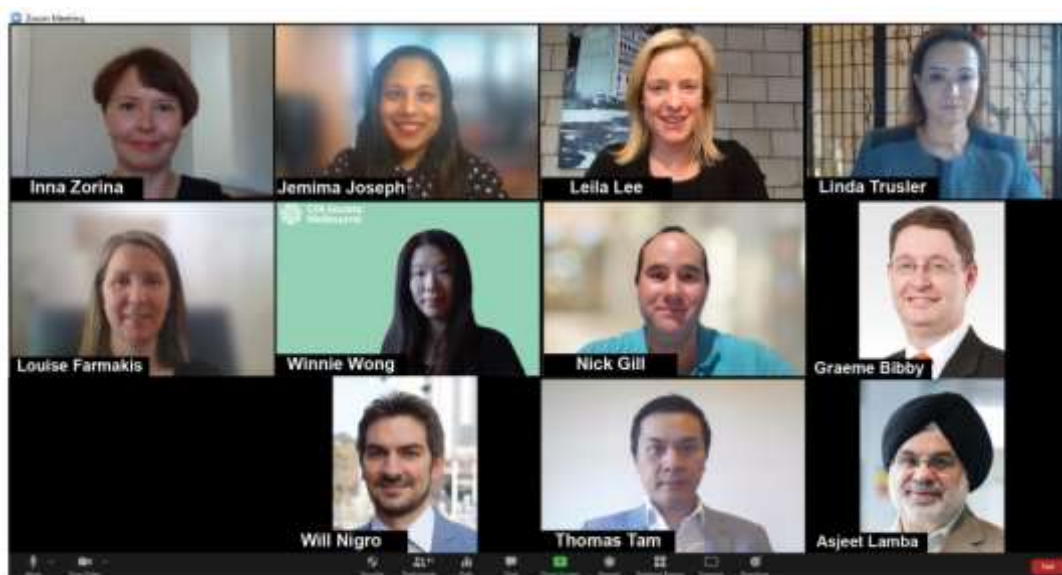 Zoom Meeting
Inna Zorina
Jemima Joseph
Leila Lee
Linda Trusler
CFA Society
Melbourne
Louise Farmakis
Winnie Wong
Nick Gill
Graeme Bibby
Will Nigro
Thomas Tam
Asjeet Lamba